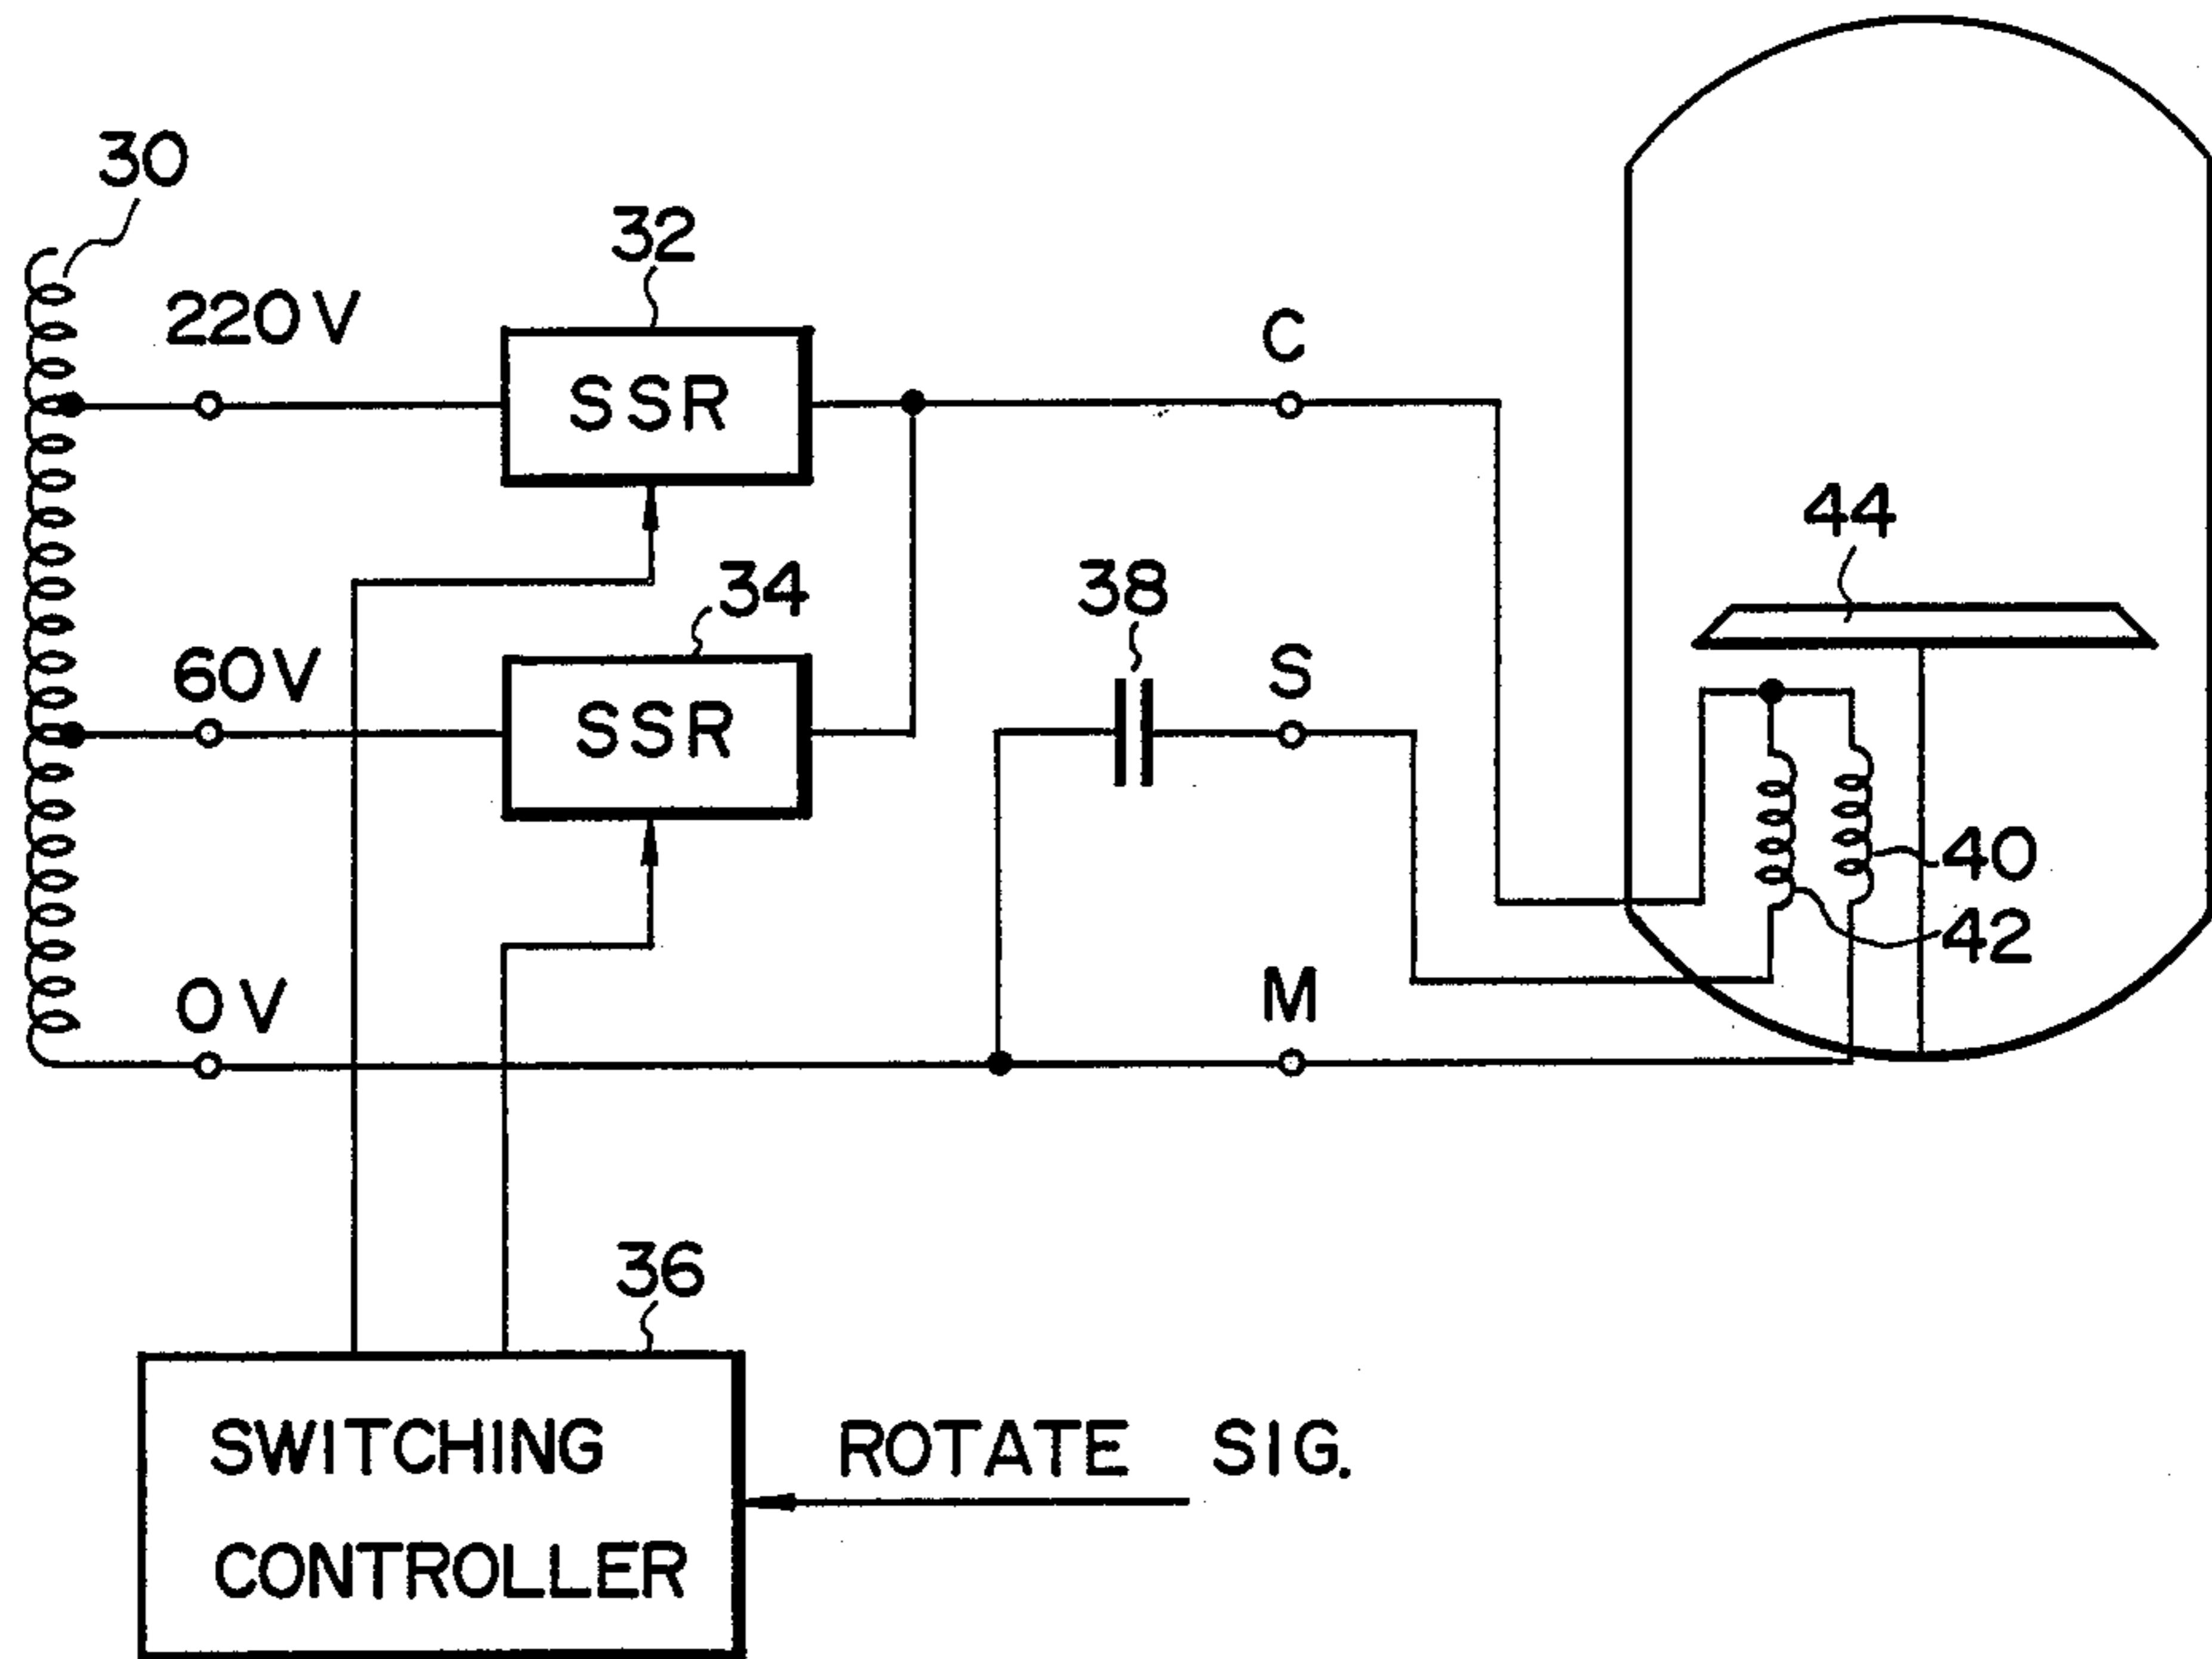 30
220V
32
SSR
C
44
34
60V
SSR
38
S
40
42
0V
M
36
SWITCHING
CONTROLLER
ROTATE SIG.